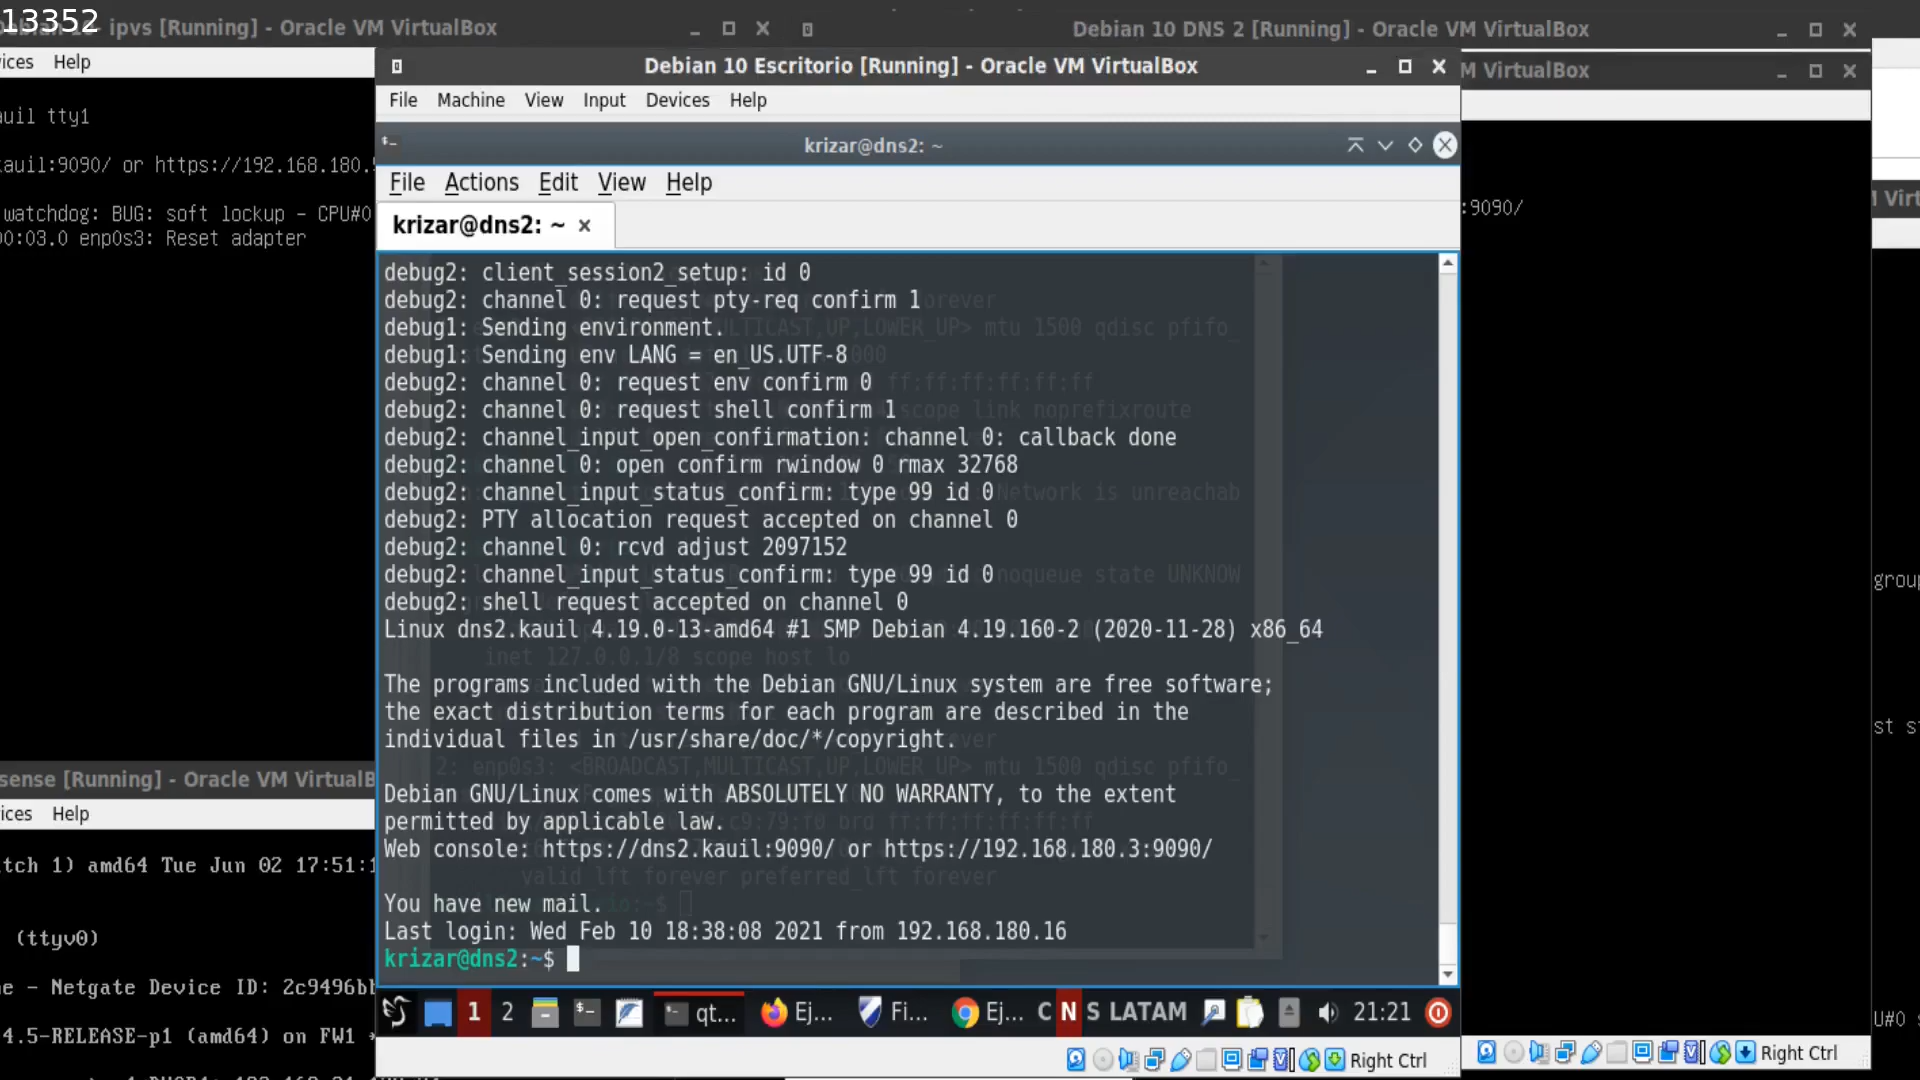 13352
ipvs [Running] - Oracle VM VirtualBox
Debian 10 DNS 2 [Running] - Oracle VM VirtualBox
ices Help
Debian 10 Escritorio [Running] - Oracle VM VirtualBox
M VirtualBox
File Machine View Input Devices Help
auil tty1
krizar@dns2: ~
kauil:9090/ or https://192.168.180.
File Actions Edit View Help
watchdog: BUG: soft lockup - CPU#0
00:03.0 enp0s3: Reset adapter
krizar@dns2: ~
:9090/
debug2: client_session2_setup: id 0
debug2: channel 0: request pty-req confirm 1
debug1: Sending environment.
debug1: Sending env LANG = en_US.UTF-8
debug2: channel 0: request env confirm 0
debug2: channel 0: request shell confirm 1
debug2: channel_input_open_confirmation: channel 0: callback done
debug2: channel 0: open confirm rwindow 0 rmax 32768
debug2: channel_input_status_confirm: type 99 id 0
debug2: PTY allocation request accepted on channel 0
debug2: channel 0: rcvd adjust 2097152
debug2: channel_input_status_confirm: type 99 id 0
debug2: shell request accepted on channel 0
Linux dns2.kauil 4.19.0-13-amd64 #1 SMP Debian 4.19.160-2 (2020-11-28) x86_64
The programs included with the Debian GNU/Linux system are free software;
the exact distribution terms for each program are described in the
individual files in /usr/share/doc/*/copyright.
Debian GNU/Linux comes with ABSOLUTELY NO WARRANTY, to the extent
permitted by applicable law.
Web console: https://dns2.kauil:9090/ or https://192.168.180.3:9090/
You have new mail.
Last login: Wed Feb 10 18:38:08 2021 from 192.168.180.16
krizar@dns2:~$
sense [Running] - Oracle VM VirtualB
ices Help
tch 1) amd64 Tue Jun 02 17:51:1
(ttyv0)
e - Netgate Device ID: 2c9496b
4.5-RELEASE-p1 (amd64) on FW1
1 2 qt... Ej... Fi... Ej... C N S LATAM 21:21
Right Ctrl
Right Ctrl
M Virt
group
st s
U#0 s